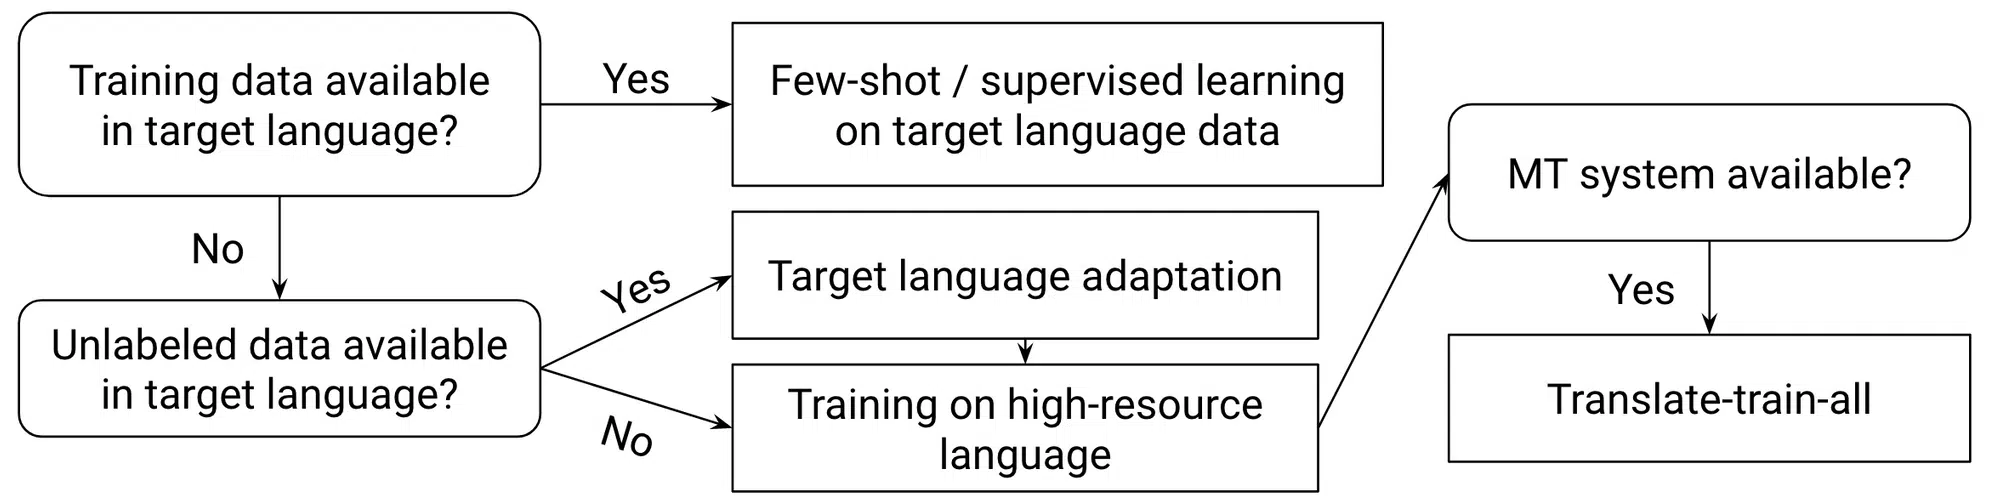 Training data available
in target language?
Yes
Few-shot / supervised learning
on target language data
No
Unlabeled data available
in target language?
Yes
Target language adaptation
No
Training on high-resource
language
MT system available?
Yes
Translate-train-all